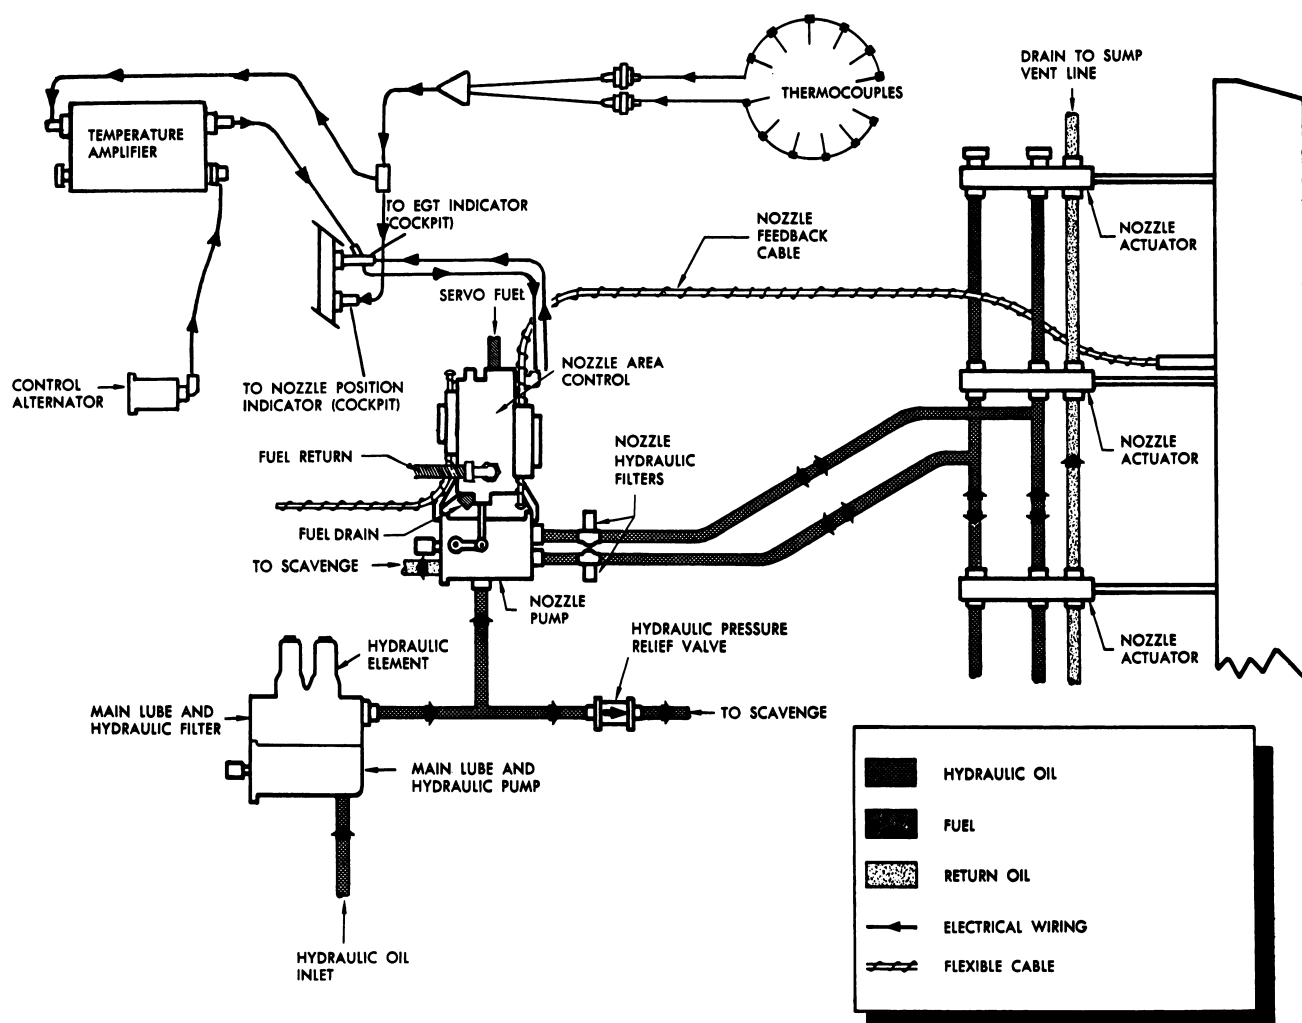 DRAIN TO SUMP
VENT LINE
THERMOCOUPLES
TEMPERATURE
AMPLIFIER
TO EGT INDICATOR
(COCKPIT)
NOZZLE
FEEDBACK
CABLE
NOZZLE
ACTUATOR
SERVO FUEL
NOZZLE AREA
CONTROL
CONTROL
ALTERNATOR
TO NOZZLE POSITION
INDICATOR (COCKPIT)
FUEL RETURN
NOZZLE
HYDRAULIC
FILTERS
NOZZLE
ACTUATOR
FUEL DRAIN
TO SCAVENGE
NOZZLE
PUMP
HYDRAULIC PRESSURE
RELIEF VALVE
NOZZLE
ACTUATOR
HYDRAULIC
ELEMENT
MAIN LUBE AND
HYDRAULIC FILTER
TO SCAVENGE
MAIN LUBE AND
HYDRAULIC PUMP
HYDRAULIC OIL
INLET
HYDRAULIC OIL
FUEL
RETURN OIL
ELECTRICAL WIRING
FLEXIBLE CABLE